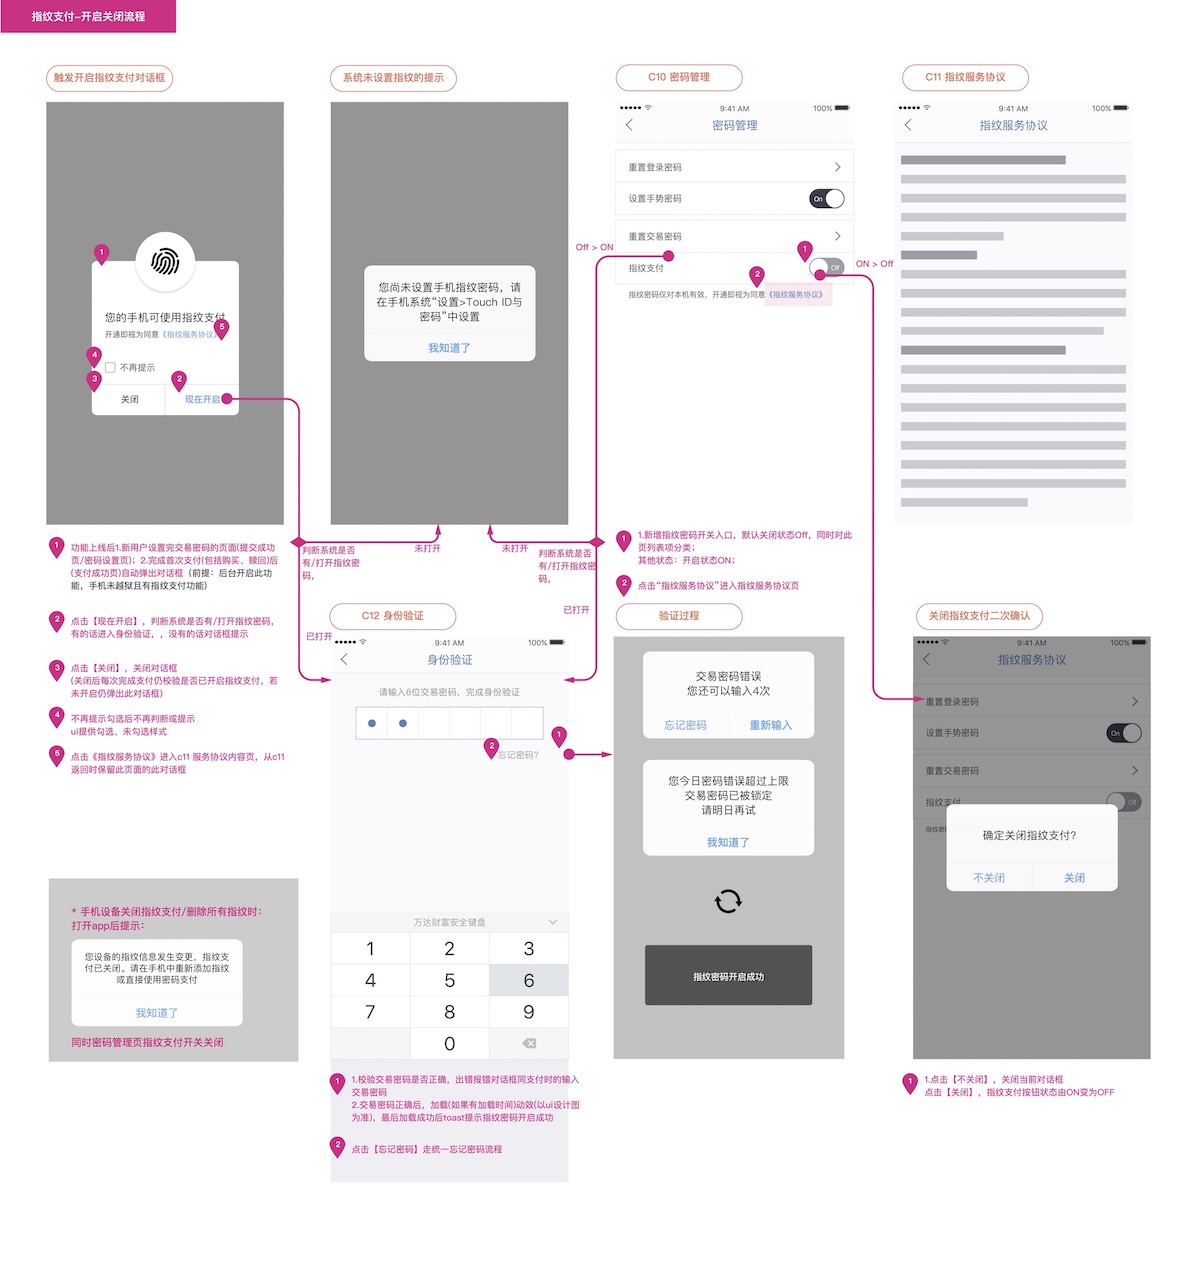 指纹支付-开启关闭流程
触发开启指纹支付对话框
1
您的手机可使用指纹支付
开通即视为同意《指纹服务协议》
5
4
不再提示
3
2
关闭
现在开启
1
功能上线后1.新用户设置完交易密码的页面(提交成功
页/密码设置页)；2.完成首次支付(包括购买、赎回)后
(支付成功页)自动弹出对话框（前提：后台开启此功
能，手机未越狱且有指纹支付功能）
2
点击【现在开启】，判断系统是否有/打开指纹密码，
有的话进入身份验证，，没有的话对话框提示
3
点击【关闭】，关闭对话框
(关闭后每次完成支付仍校验是否已开启指纹支付，若
未开启仍弹出此对话框）
4
不再提示勾选后不再判断或提示
ui提供勾选、未勾选样式
5
点击《指纹服务协议》进入c11 服务协议内容页，从c11
返回时保留此页面的此对话框
* 手机设备关闭指纹支付/删除所有指纹时：
打开app后提示：
您设备的指纹信息发生变更，指纹支
付已关闭。请在手机中重新添加指纹
或直接使用密码支付
我知道了
同时密码管理页指纹支付开关关闭
系统未设置指纹的提示
您尚未设置手机指纹密码，请
在手机系统“设置>Touch ID与
密码”中设置
我知道了
判断系统是否
有/打开指纹密
码，
未打开
未打开
判断系统是否
有/打开指纹密
码，
已打开
已打开
C12 身份验证
9:41 AM
100%
身份验证
请输入6位交易密码，完成身份验证
1
2
忘记密码?
万达财富安全键盘
1
2
3
4
5
6
7
8
9
0
1
1.校验交易密码是否正确，出错报错对话框同支付时的输入
交易密码
2.交易密码正确后，加载(如果有加载时间)动效(以ui设计图
为准)，最后加载成功后toast提示指纹密码开启成功
2
点击【忘记密码】走统一忘记密码流程
C10 密码管理
9:41 AM
100%
密码管理
重置登录密码
设置手势密码
On
重置交易密码
Off > ON
1
ON > Off
指纹支付
Off
2
指纹密码仅对本机有效，开通即视为同意《指纹服务协议》
1
1.新增指纹密码开关入口，默认关闭状态Off，同时对此
页列表项分类；
其他状态：开启状态ON；
2
点击“指纹服务协议”进入指纹服务协议页
验证过程
交易密码错误
您还可以输入4次
忘记密码
重新输入
您今日密码错误超过上限
交易密码已被锁定
请明日再试
我知道了
指纹密码开启成功
C11 指纹服务协议
9:41 AM
100%
指纹服务协议
关闭指纹支付二次确认
9:41 AM
100%
指纹服务协议
重置登录密码
设置手势密码
On
重置交易密码
指纹支付
Off
指纹密
确定关闭指纹支付?
不关闭
关闭
1
1.点击【不关闭】，关闭当前对话框
点击【关闭】，指纹支付按钮状态由ON变为OFF